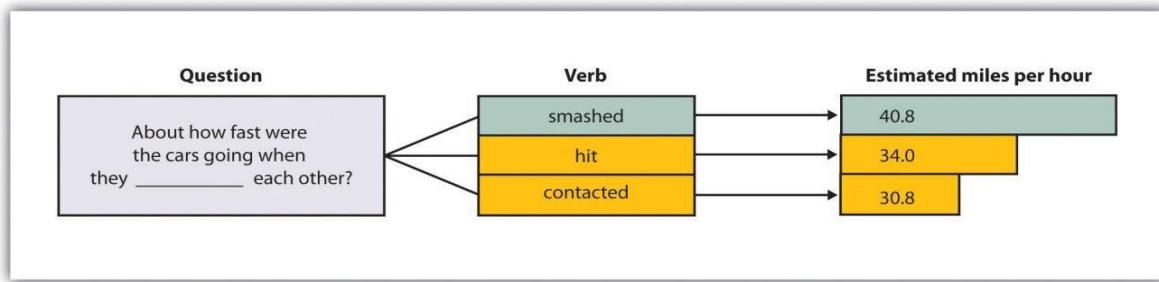 Question
About how fast were
the cars going when
they __________ each other?
Verb
smashed
hit
contacted
Estimated miles per hour
40.8
34.0
30.8